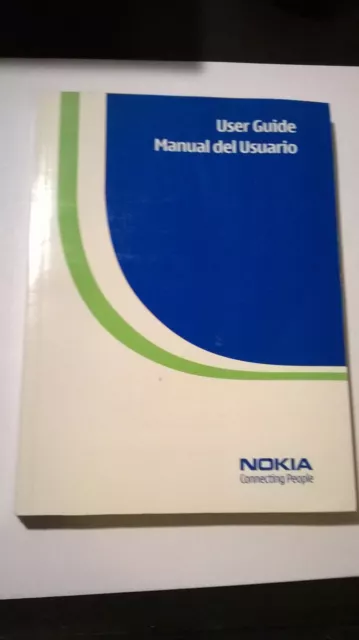 User Guide
Manual del Usuario
NOKIA
Connecting People